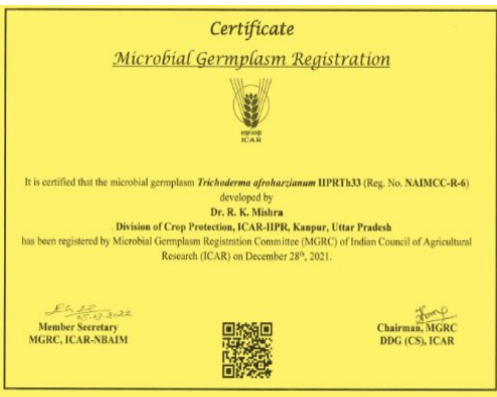 Certificate
Microbial Germplasm Registration
ICAR
It is certified that the microbial germplasm Trichoderma afroharzianum IIPRTh33 (Reg. No. NAIMCC-R-6)
developed by
Dr. R. K. Mishra
Division of Crop Protection, ICAR-IIPR, Kanpur, Uttar Pradesh
has been registered by Microbial Germplasm Registration Committee (MGRC) of Indian Council of Agricultural
Research (ICAR) on December 28th, 2021.
Member Secretary
MGRC, ICAR-NBAIM
Chairman, MGRC
DDG (CS), ICAR